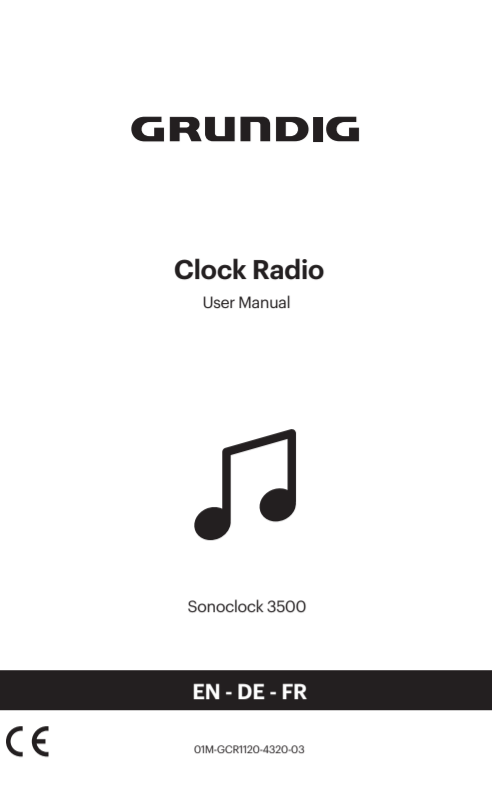 GRUNDIG
Clock Radio
User Manual
Sonoclock 3500
EN - DE - FR
CE
01M-GCR1120-4320-03